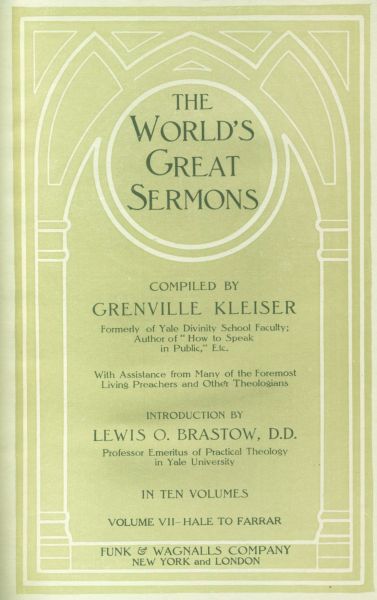 THE
WORLD'S
GREAT
SERMONS
COMPILED BY
GRENVILLE KLEISER
Formerly of Yale Divinity School Faculty;
Author of "How to Speak
in Public," Etc.
With Assistance from Many of the Foremost
Living Preachers and Other Theologians
INTRODUCTION BY
LEWIS O. BRASTOW, D.D.
Professor Emeritus of Practical Theology
in Yale University
IN TEN VOLUMES
VOLUME VII—HALE TO FARRAR
FUNK & WAGNALLS COMPANY
NEW YORK and LONDON